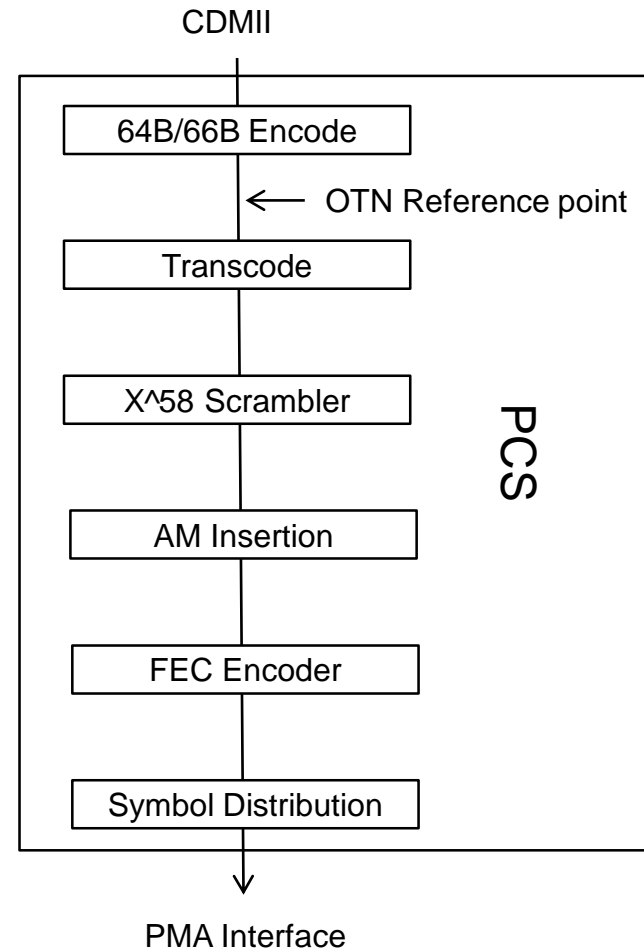 CDMII
64B/66B Encode
OTN Reference point
Transcode
X^58 Scrambler
PCS
AM Insertion
FEC Encoder
Symbol Distribution
PMA Interface